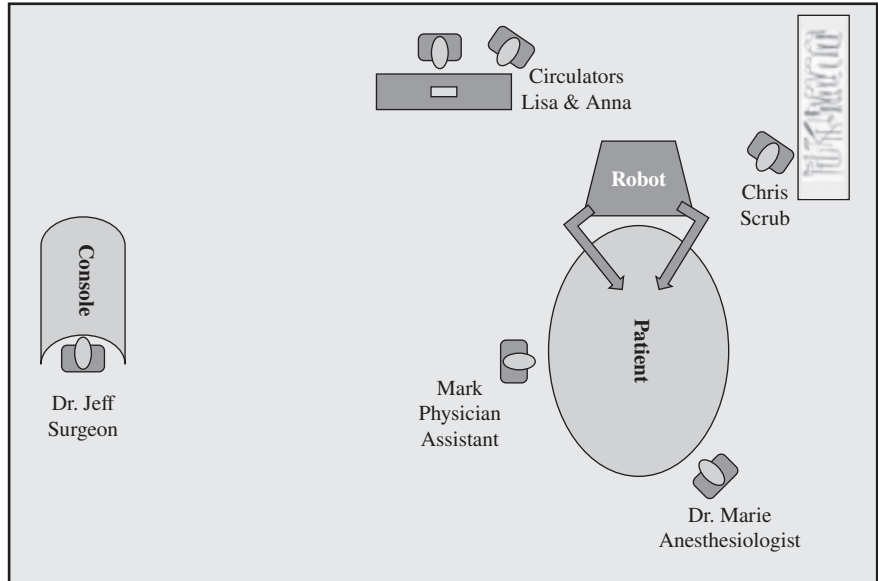 Circulators
Lisa & Anna
Robot
Chris
Scrub
Console
Patient
Mark
Physician
Assistant
Dr. Jeff
Surgeon
Dr. Marie
Anesthesiologist